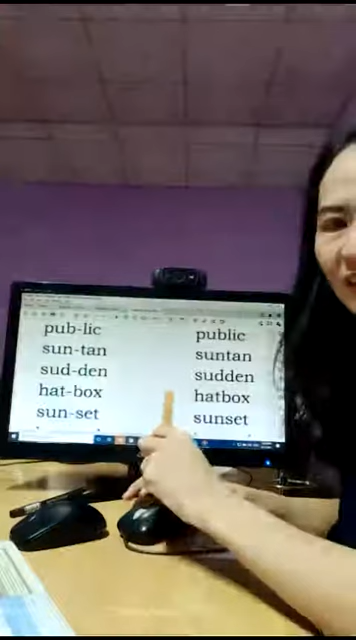 pub-lic public
sun-tan suntan
sud-den sudden
hat-box hatbox
sun-set sunset